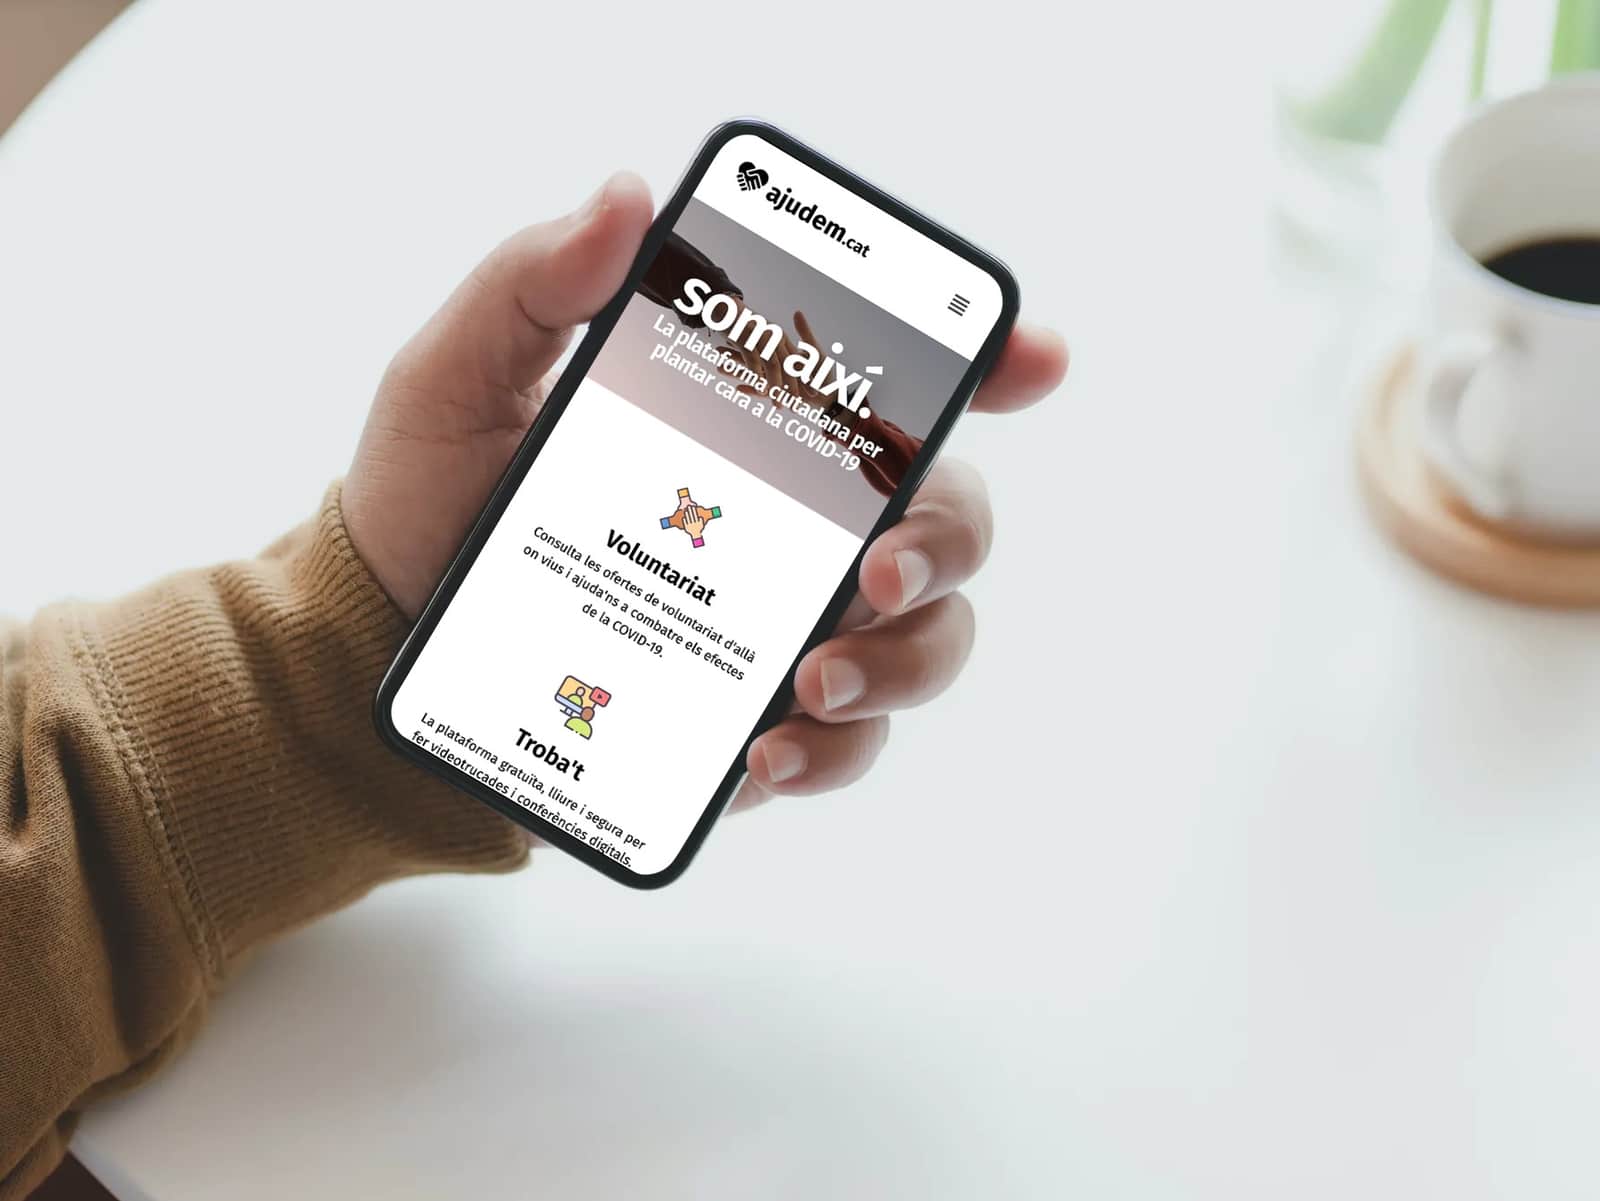 ajudem.cat
som així.
La plataforma ciutadana per
plantar cara a la COVID-19
Voluntariat
Consulta les ofertes de voluntariat d'allà
on vius i ajuda'ns a combatre els efectes
de la COVID-19.
Troba't
La plataforma gratuïta, lliure i segura per
fer videotrucades i conferències digitals.